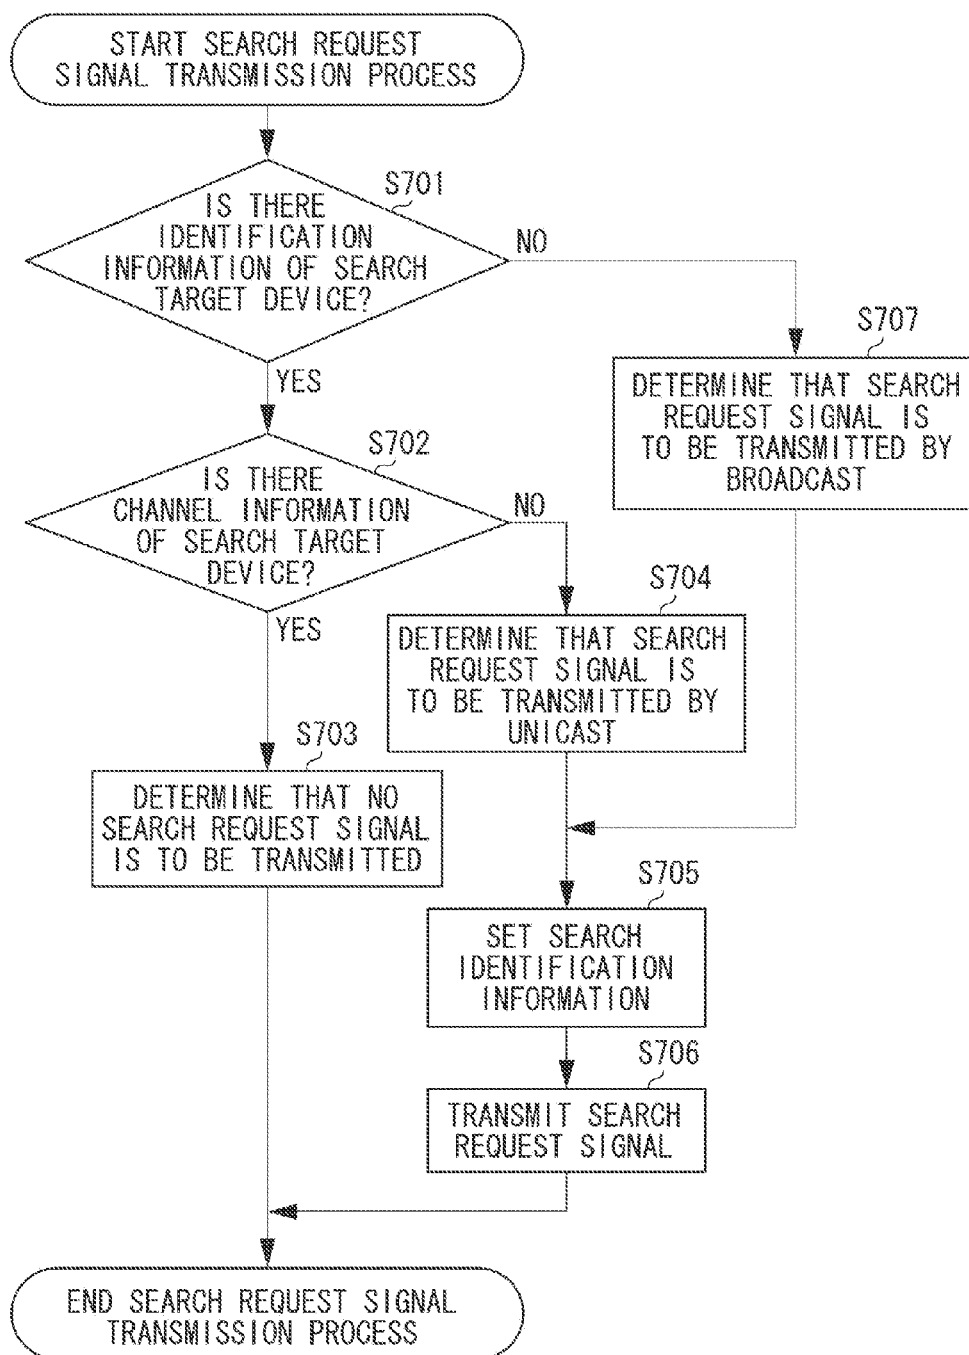 START SEARCH REQUEST
SIGNAL TRANSMISSION PROCESS
S701
IS THERE
IDENTIFICATION
INFORMATION OF SEARCH
TARGET DEVICE?
NO
YES
S707
DETERMINE THAT SEARCH
REQUEST SIGNAL IS
TO BE TRANSMITTED BY
BROADCAST
S702
IS THERE
CHANNEL INFORMATION
OF SEARCH TARGET
DEVICE?
NO
YES
S704
DETERMINE THAT SEARCH
REQUEST SIGNAL IS
TO BE TRANSMITTED BY
UNICAST
S703
DETERMINE THAT NO
SEARCH REQUEST SIGNAL
IS TO BE TRANSMITTED
S705
SET SEARCH
IDENTIFICATION
INFORMATION
S706
TRANSMIT SEARCH
REQUEST SIGNAL
END SEARCH REQUEST SIGNAL
TRANSMISSION PROCESS